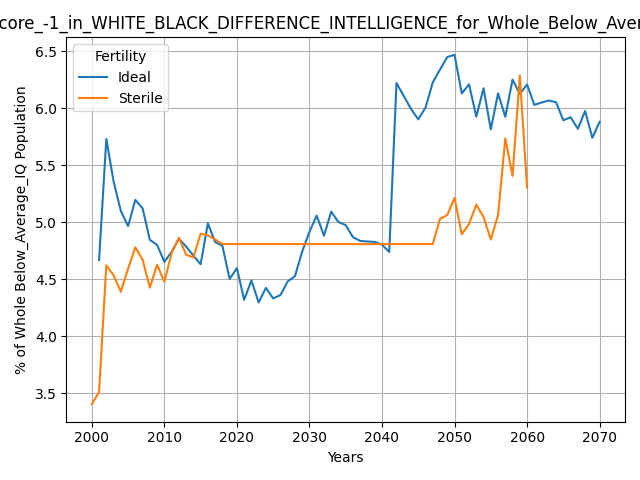 core_-1_in_WHITE_BLACK_DIFFERENCE_INTELLIGENCE_for_Whole_Below_Aver
Fertility
Ideal
Sterile
% of Whole Below_Average_IQ Population
6.5
6.0
5.5
5.0
4.5
4.0
3.5
2000 2010 2020 2030 2040 2050 2060 2070
Years